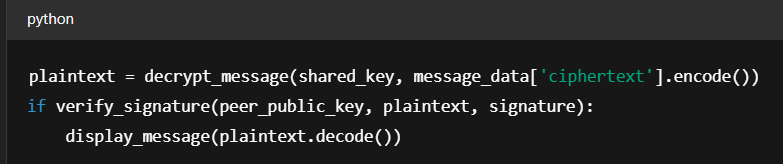 python
plaintext = decrypt_message(shared_key, message_data['ciphertext'].encode())
if verify_signature(peer_public_key, plaintext, signature):
    display_message(plaintext.decode())